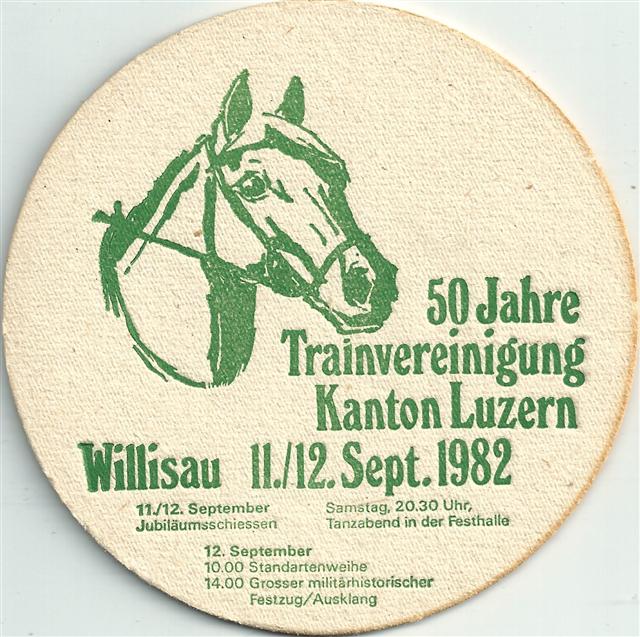 50 Jahre
Trainvereinigung
Kanton Luzern
Willisau 11./12. Sept. 1982
11./12. September
Jubiläumsschiessen
Samstag, 20.30 Uhr,
Tanzabend in der Festhalle
12. September
10.00 Standartenweihe
14.00 Grosser militärhistorischer
Festzug/Ausklang